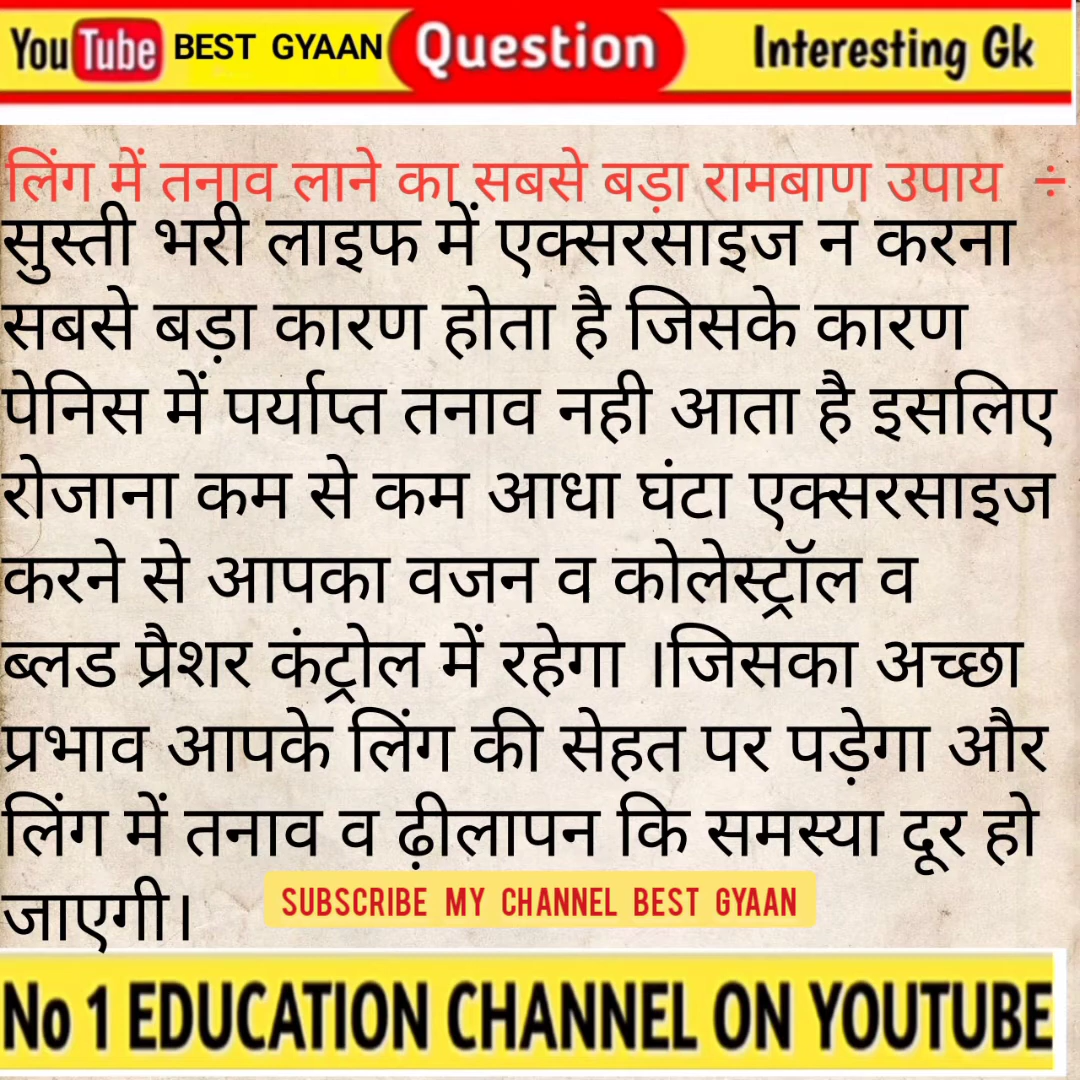 YouTube BEST GYAAN Question Interesting Gk
लिंग में तनाव लाने का सबसे बड़ा रामबाण उपाय ÷
सुस्ती भरी लाइफ में एक्सरसाइज न करना
सबसे बड़ा कारण होता है जिसके कारण
पेनिस में पर्याप्त तनाव नही आता है इसलिए
रोजाना कम से कम आधा घंटा एक्सरसाइज
करने से आपका वजन व कोलेस्ट्रॉल व
ब्लड प्रैशर कंट्रोल में रहेगा ।जिसका अच्छा
प्रभाव आपके लिंग की सेहत पर पड़ेगा और
लिंग में तनाव व ढ़ीलापन कि समस्या दूर हो
जाएगी।
SUBSCRIBE MY CHANNEL BEST GYAAN
No 1 EDUCATION CHANNEL ON YOUTUBE